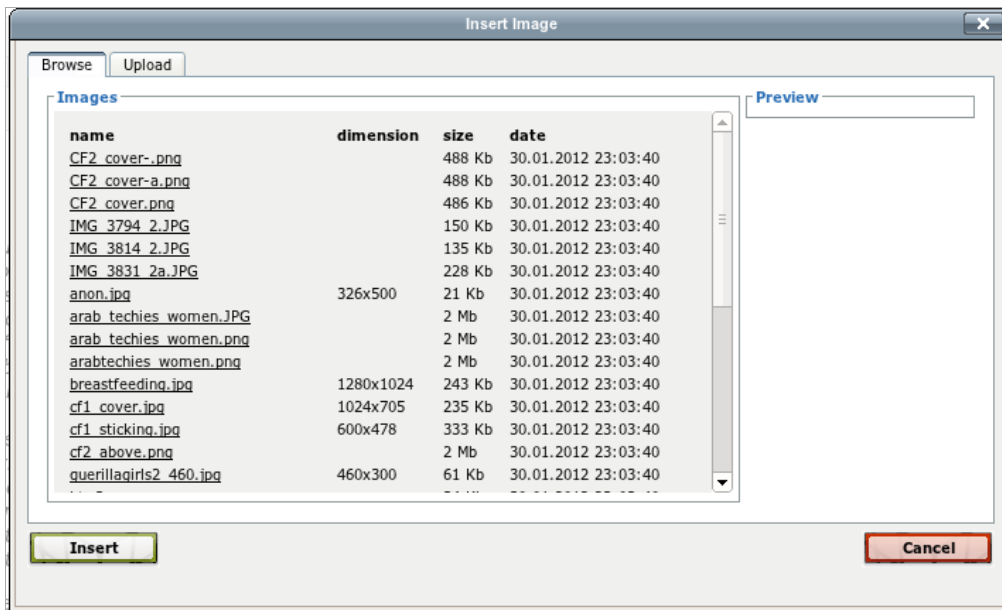 Insert Image
Browse Upload
Images
Preview
name dimension size date
CF2_cover-.png 488 Kb 30.01.2012 23:03:40
CF2_cover-a.png 488 Kb 30.01.2012 23:03:40
CF2_cover.png 486 Kb 30.01.2012 23:03:40
IMG_3794_2.JPG 150 Kb 30.01.2012 23:03:40
IMG_3814_2.JPG 135 Kb 30.01.2012 23:03:40
IMG_3831_2a.JPG 228 Kb 30.01.2012 23:03:40
anon.jpg 326x500 21 Kb 30.01.2012 23:03:40
arab_techies_women.JPG 2 Mb 30.01.2012 23:03:40
arab_techies_women.png 2 Mb 30.01.2012 23:03:40
arabtechies_women.png 2 Mb 30.01.2012 23:03:40
breastfeeding.jpg 1280x1024 243 Kb 30.01.2012 23:03:40
cf1_cover.jpg 1024x705 235 Kb 30.01.2012 23:03:40
cf1_sticking.jpg 600x478 333 Kb 30.01.2012 23:03:40
cf2_above.png 2 Mb 30.01.2012 23:03:40
guerillagirls2_460.jpg 460x300 61 Kb 30.01.2012 23:03:40
Insert Cancel